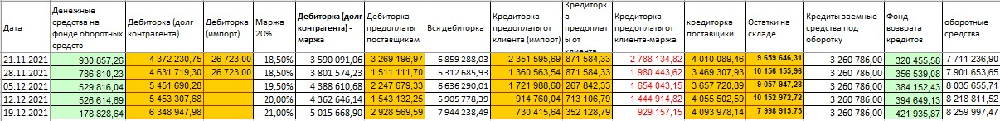 Дата | Денежные средства на фонде оборотных средств | Дебиторка (долг контрагента) | Дебиторка (импорт) | Маржа 20% | Дебиторка (долг контрагента) - маржа | Дебиторка предоплаты поставщикам | Вся дебиторка | Кредиторка предоплаты от клиента (импорт) | Кредиторка предоплаты от клиента | Кредиторка предоплаты от клиента-маржа | кредиторка поставщики | Остатки на складе | Кредиты заемные средства под оборотку | Фонд возврата кредитов | оборотные средства
21.11.2021 | 930 857,26 | 4 372 230,75 | 26 723,00 | 18,50% | 3 590 091,06 | 3 269 196,97 | 6 859 288,03 | 2 351 595,69 | 871 584,33 | 2 788 134,82 | 4 010 089,46 | 9 659 646,31 | 3 260 786,00 | 320 455,58 | 7 711 236,90
28.11.2021 | 786 810,23 | 4 631 719,30 | 26 723,00 | 18,50% | 3 801 574,23 | 1 511 111,70 | 5 312 685,93 | 1 360 563,54 | 871 584,33 | 1 980 443,62 | 3 469 307,93 | 10 156 155,96 | 3 260 786,00 | 356 539,08 | 7 901 653,65
05.12.2021 | 529 816,04 | 5 451 690,28 | 19,50% | 4 388 610,68 | 2 247 679,33 | 6 636 290,01 | 1 721 988,60 | 267 842,33 | 1 654 043,15 | 3 657 720,89 | 9 057 947,28 | 3 260 786,00 | 384 152,43 | 8 035 655,71
12.12.2021 | 526 614,69 | 5 453 307,68 | 20,00% | 4 362 646,14 | 1 543 132,25 | 5 905 778,39 | 914 760,04 | 713 106,79 | 1 444 914,82 | 4 055 502,59 | 10 152 972,72 | 3 260 786,00 | 394 649,13 | 8 218 811,52
19.12.2021 | 178 828,64 | 6 348 947,98 | 21,00% | 5 015 668,90 | 2 928 569,59 | 7 944 238,49 | 730 415,64 | 352 128,79 | 929 157,15 | 4 093 978,14 | 7 998 915,75 | 3 260 786,00 | 421 935,87 | 8 259 997,47